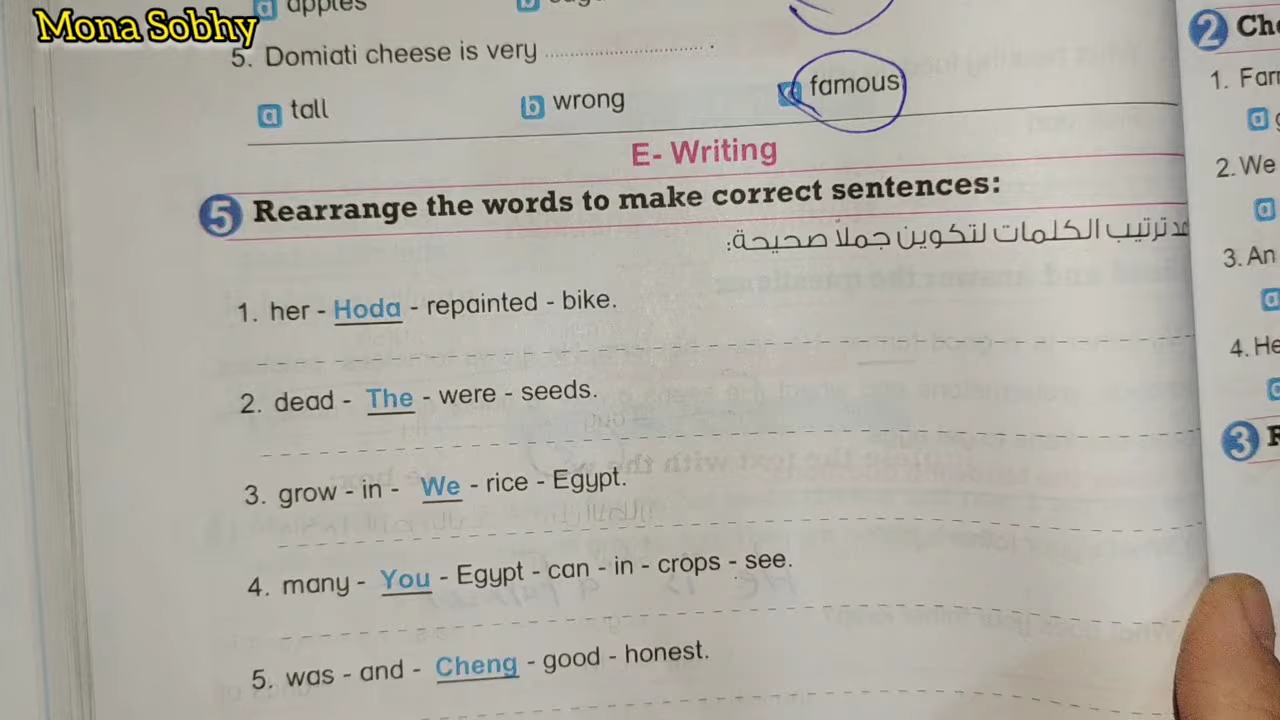 Mona Sobhy
a apples b
5. Domiati cheese is very .
a tall b wrong c famous
E- Writing
5 Rearrange the words to make correct sentences:
ترتيب الكلمات لتكوين جملاً صحيحة:
1. her - Hoda - repainted - bike.
2. dead - The - were - seeds.
3. grow - in - We - rice - Egypt.
4. many - You - Egypt - can - in - crops - see.
5. was - and - Cheng - good - honest.
2
1.
a
2. We
a
3. An
a
4. He
3